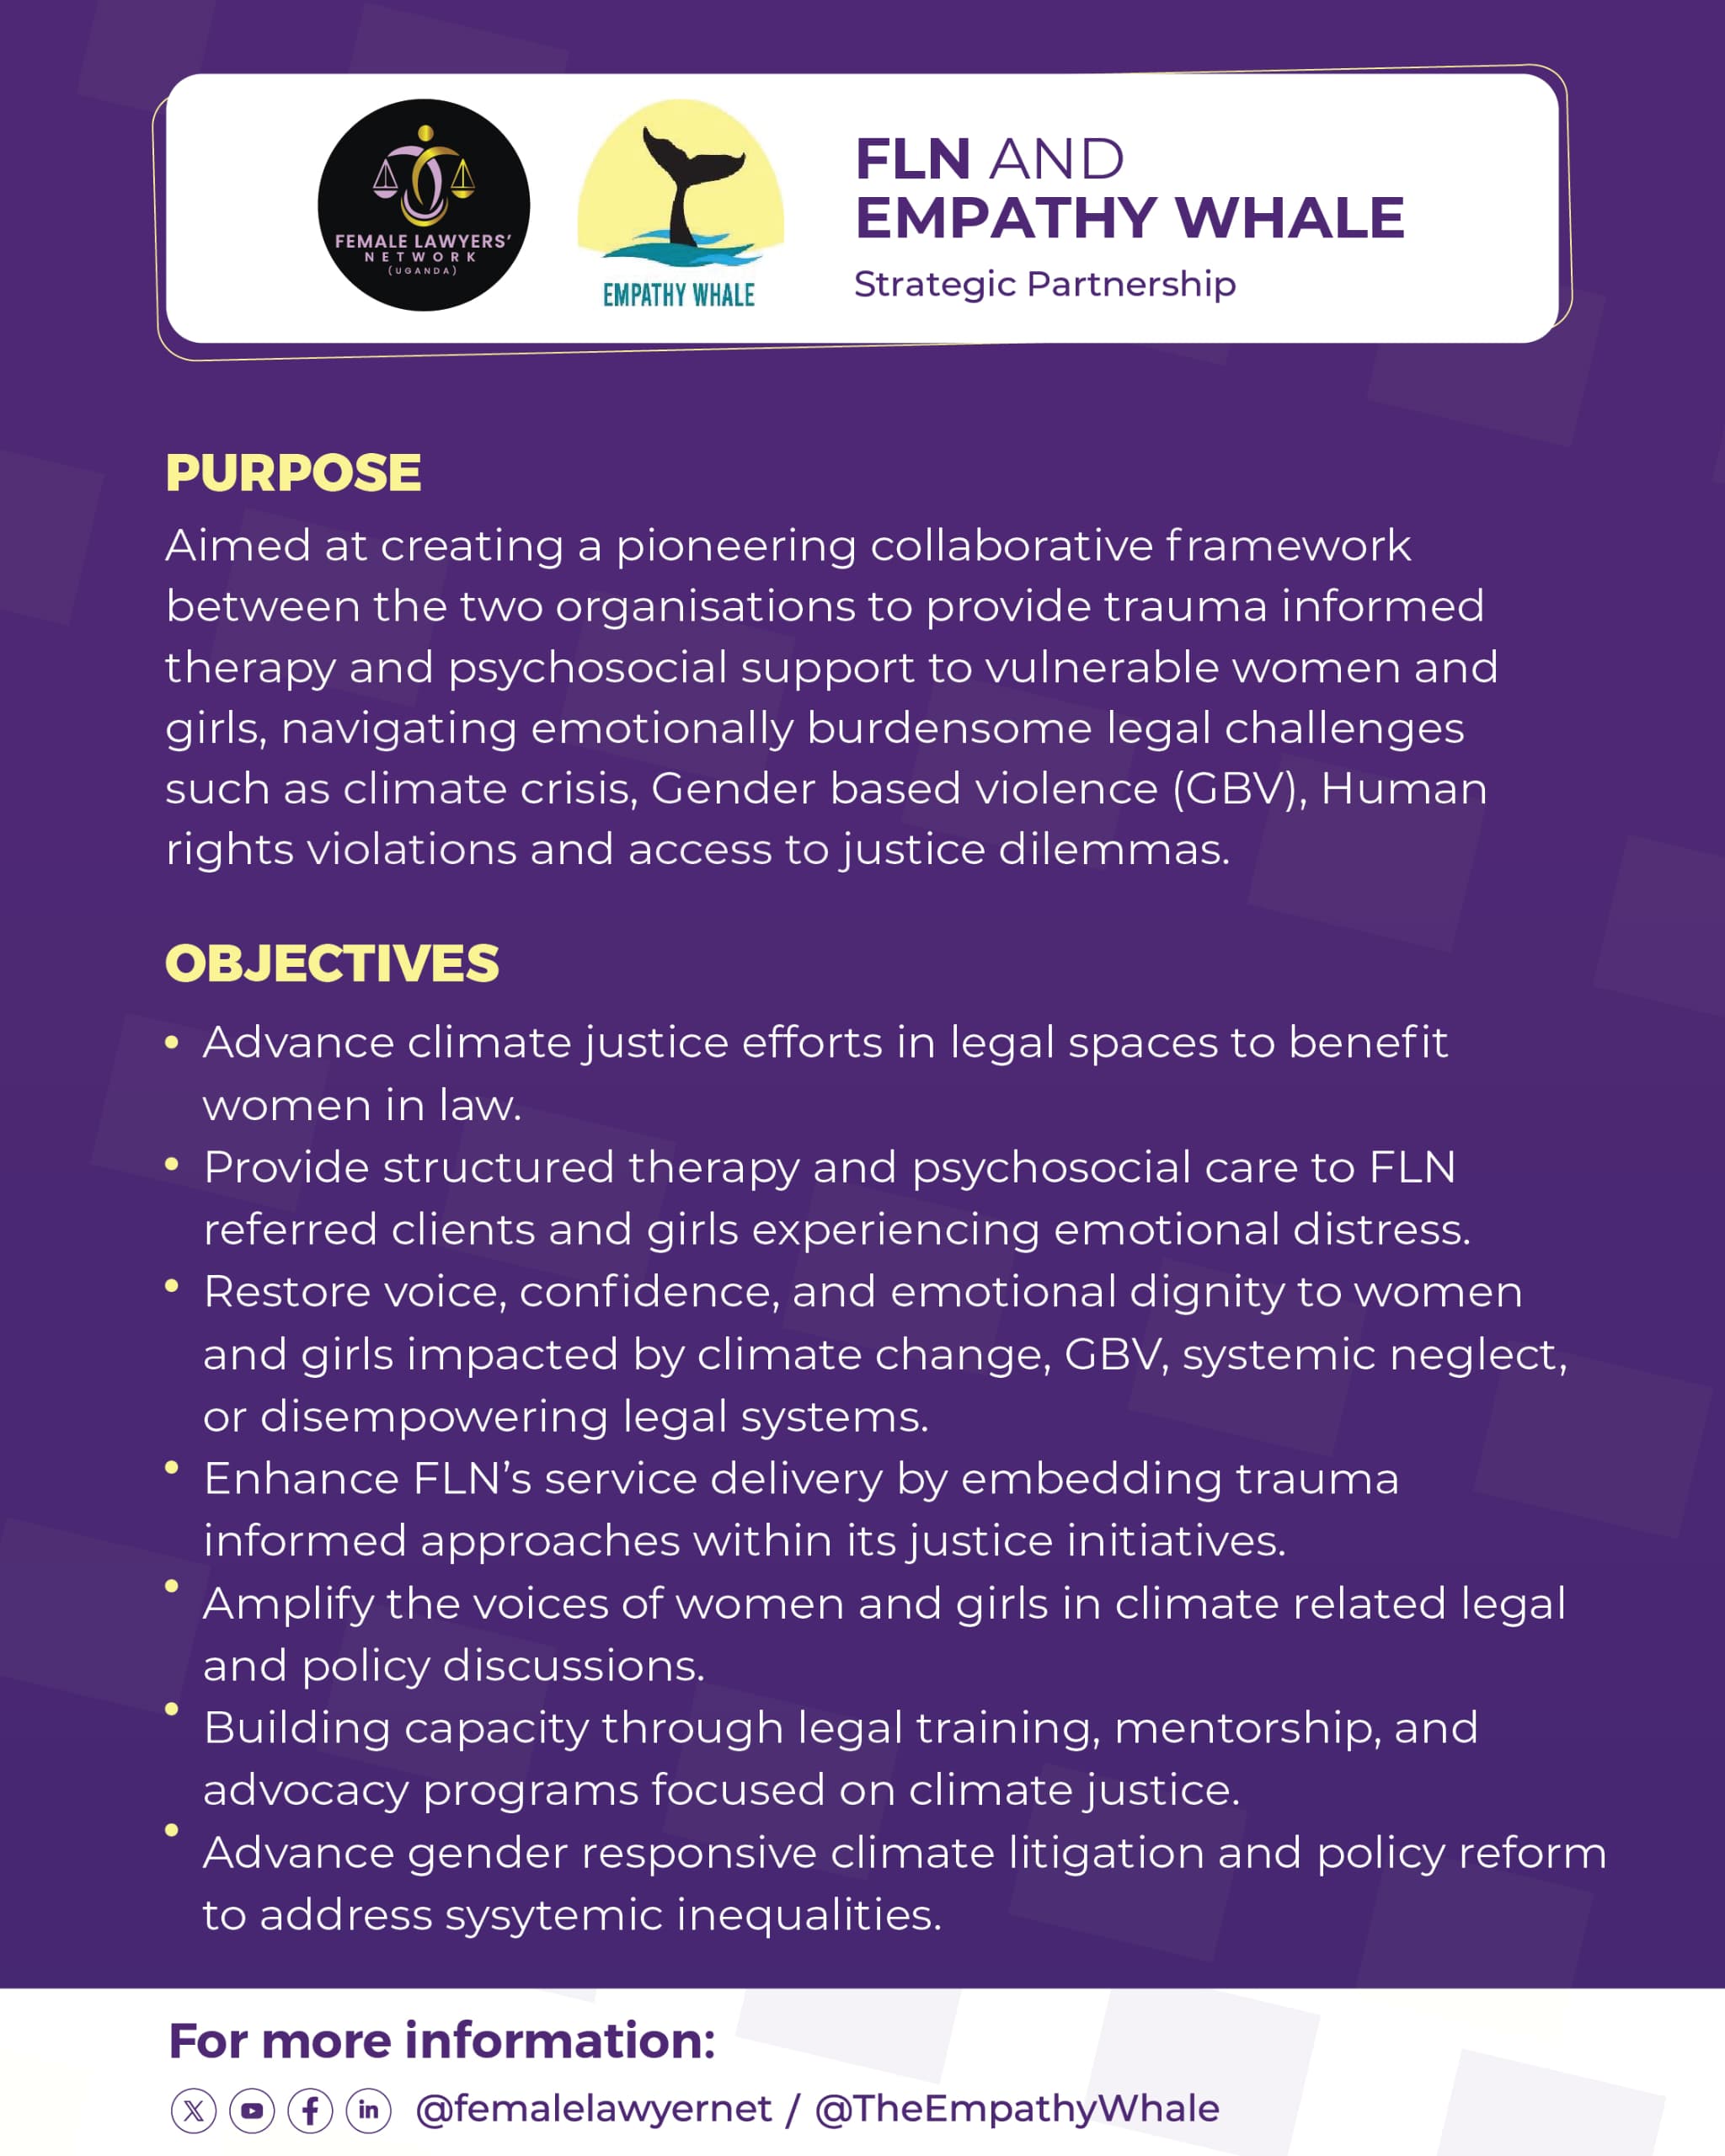 FEMALE LAWYERS'
NETWORK
(UGANDA)
EMPATHY WHALE
FLN AND
EMPATHY WHALE
Strategic Partnership
PURPOSE
Aimed at creating a pioneering collaborative framework
between the two organisations to provide trauma informed
therapy and psychosocial support to vulnerable women and
girls, navigating emotionally burdensome legal challenges
such as climate crisis, Gender based violence (GBV), Human
rights violations and access to justice dilemmas.
OBJECTIVES
• Advance climate justice efforts in legal spaces to benefit
women in law.
• Provide structured therapy and psychosocial care to FLN
referred clients and girls experiencing emotional distress.
• Restore voice, confidence, and emotional dignity to women
and girls impacted by climate change, GBV, systemic neglect,
or disempowering legal systems.
• Enhance FLN’s service delivery by embedding trauma
informed approaches within its justice initiatives.
• Amplify the voices of women and girls in climate related legal
and policy discussions.
• Building capacity through legal training, mentorship, and
advocacy programs focused on climate justice.
• Advance gender responsive climate litigation and policy reform
to address sysytemic inequalities.
For more information:
@femalelawyernet / @TheEmpathyWhale